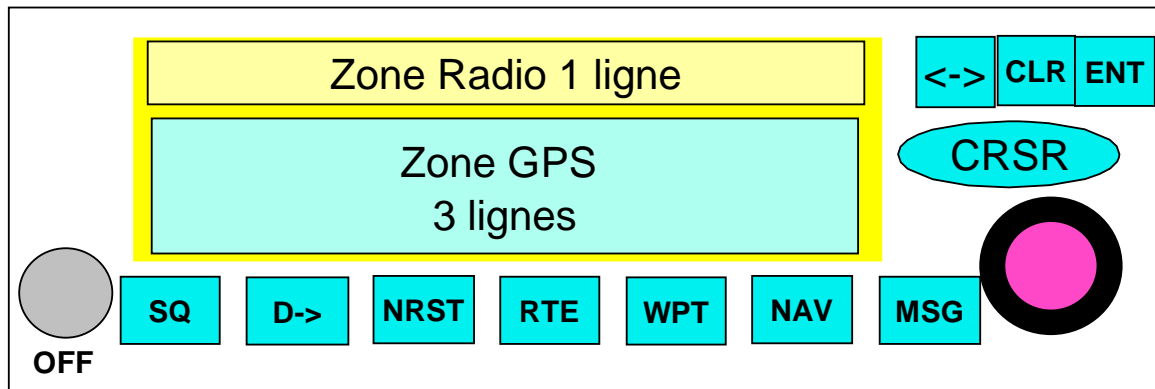 Zone Radio 1 ligne
<-> CLR ENT
CRSR
Zone GPS
3 lignes
SQ D-> NRST RTE WPT NAV MSG
OFF